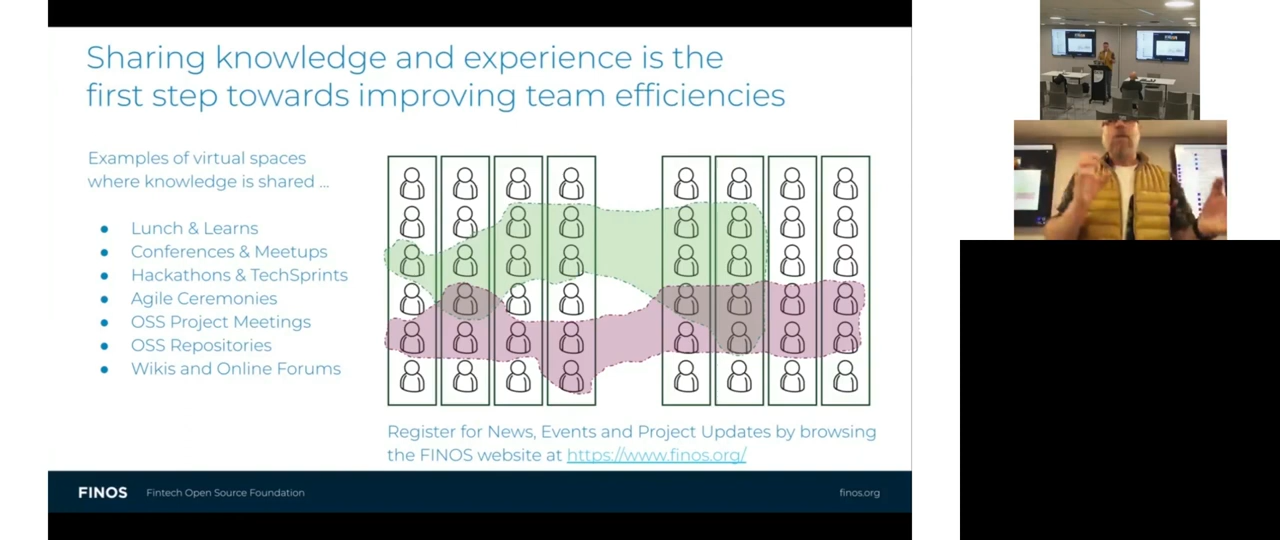 Sharing knowledge and experience is the
first step towards improving team efficiencies
Examples of virtual spaces
where knowledge is shared ...
● Lunch & Learns
● Conferences & Meetups
● Hackathons & TechSprints
● Agile Ceremonies
● OSS Project Meetings
● OSS Repositories
● Wikis and Online Forums
Register for News, Events and Project Updates by browsing
the FINOS website at https://www.finos.org/
FINOS Fintech Open Source Foundation finos.org
FINOS